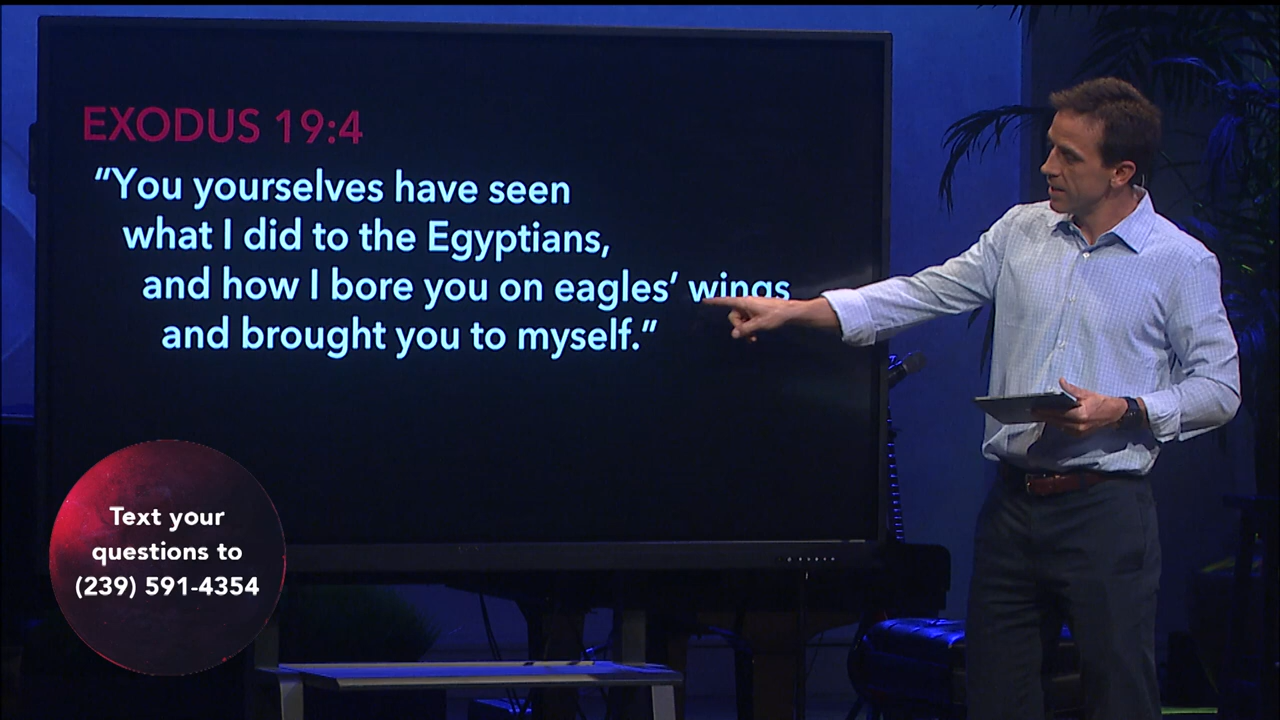 EXODUS 19:4
“You yourselves have seen
what I did to the Egyptians,
and how I bore you on eagles’ wings
and brought you to myself.”
Text your
questions to
(239) 591-4354